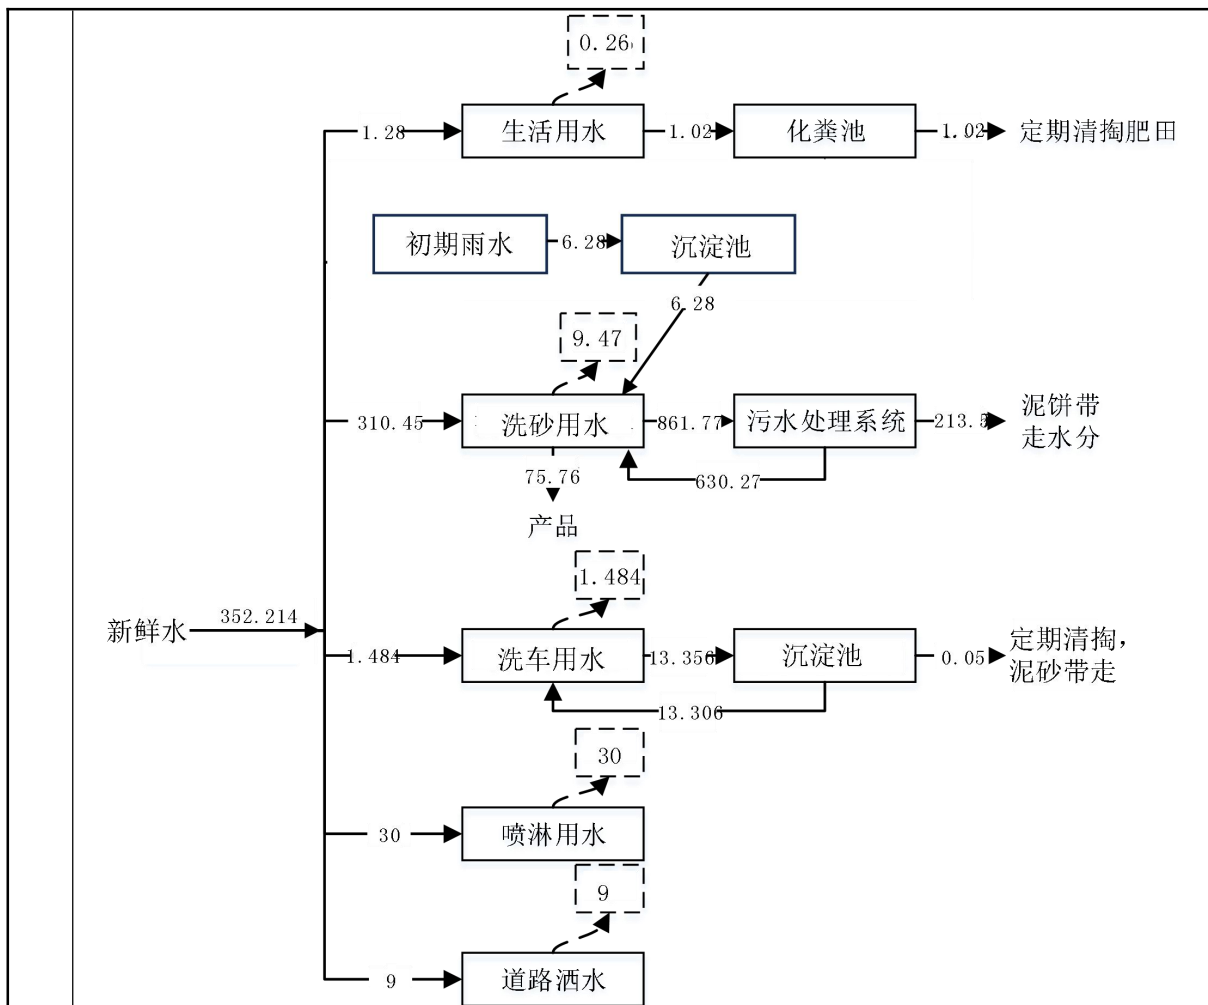 0.26
1.28
生活用水
1.02
化粪池
1.02
定期清掏肥田
初期雨水
6.28
沉淀池
6.28
9.47
310.45
洗砂用水
861.77
污水处理系统
213.5
泥饼带
走水分
75.76
630.27
产品
1.484
新鲜水
352.214
1.484
洗车用水
13.356
沉淀池
0.05
定期清掏，
泥砂带走
13.306
30
30
喷淋用水
9
9
道路洒水